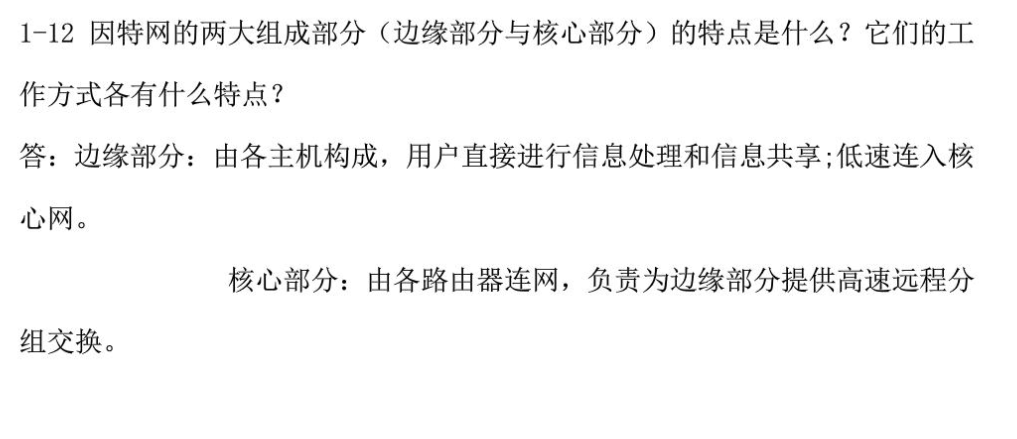 1-12 因特网的两大组成部分（边缘部分与核心部分）的特点是什么？它们的工
作方式各有什么特点？
答：边缘部分：由各主机构成，用户直接进行信息处理和信息共享;低速连入核
心网。
核心部分：由各路由器连网，负责为边缘部分提供高速远程分
组交换。